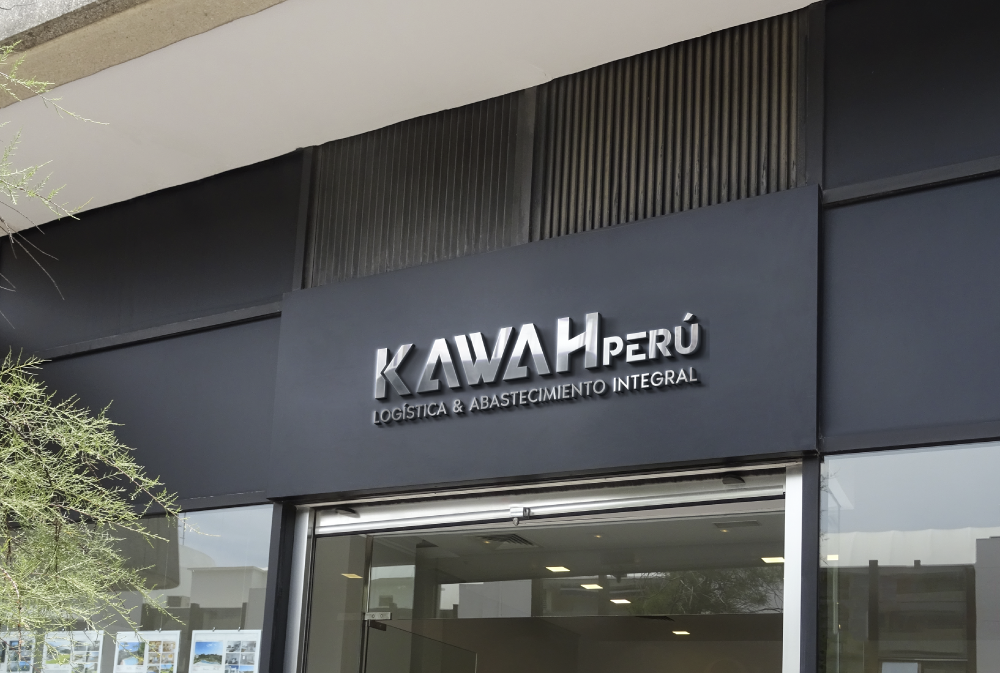 KAWAH PERÚ
LOGÍSTICA & ABASTECIMIENTO INTEGRAL